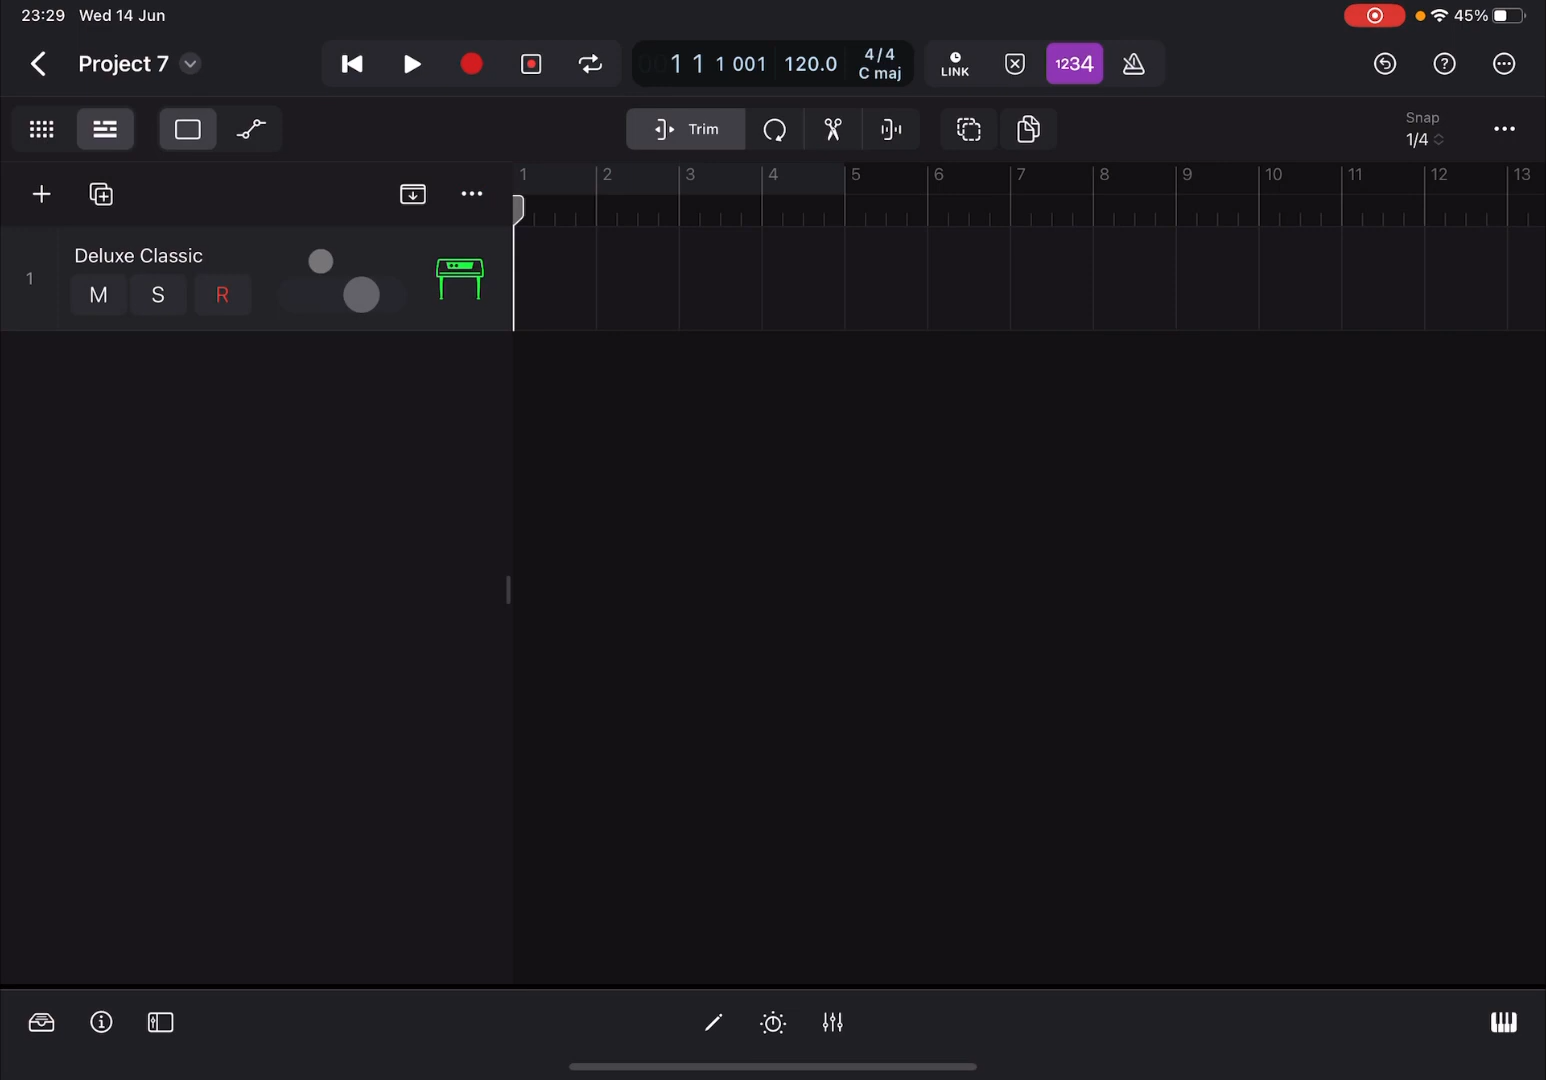 23:29 Wed 14 Jun
45%
Project 7
1 1 1 001 120.0 4/4 C maj
LINK
1234
Trim
Snap
1/4
1 2 3 4 5 6 7 8 9 10 11 12 13
Deluxe Classic
1
M S R